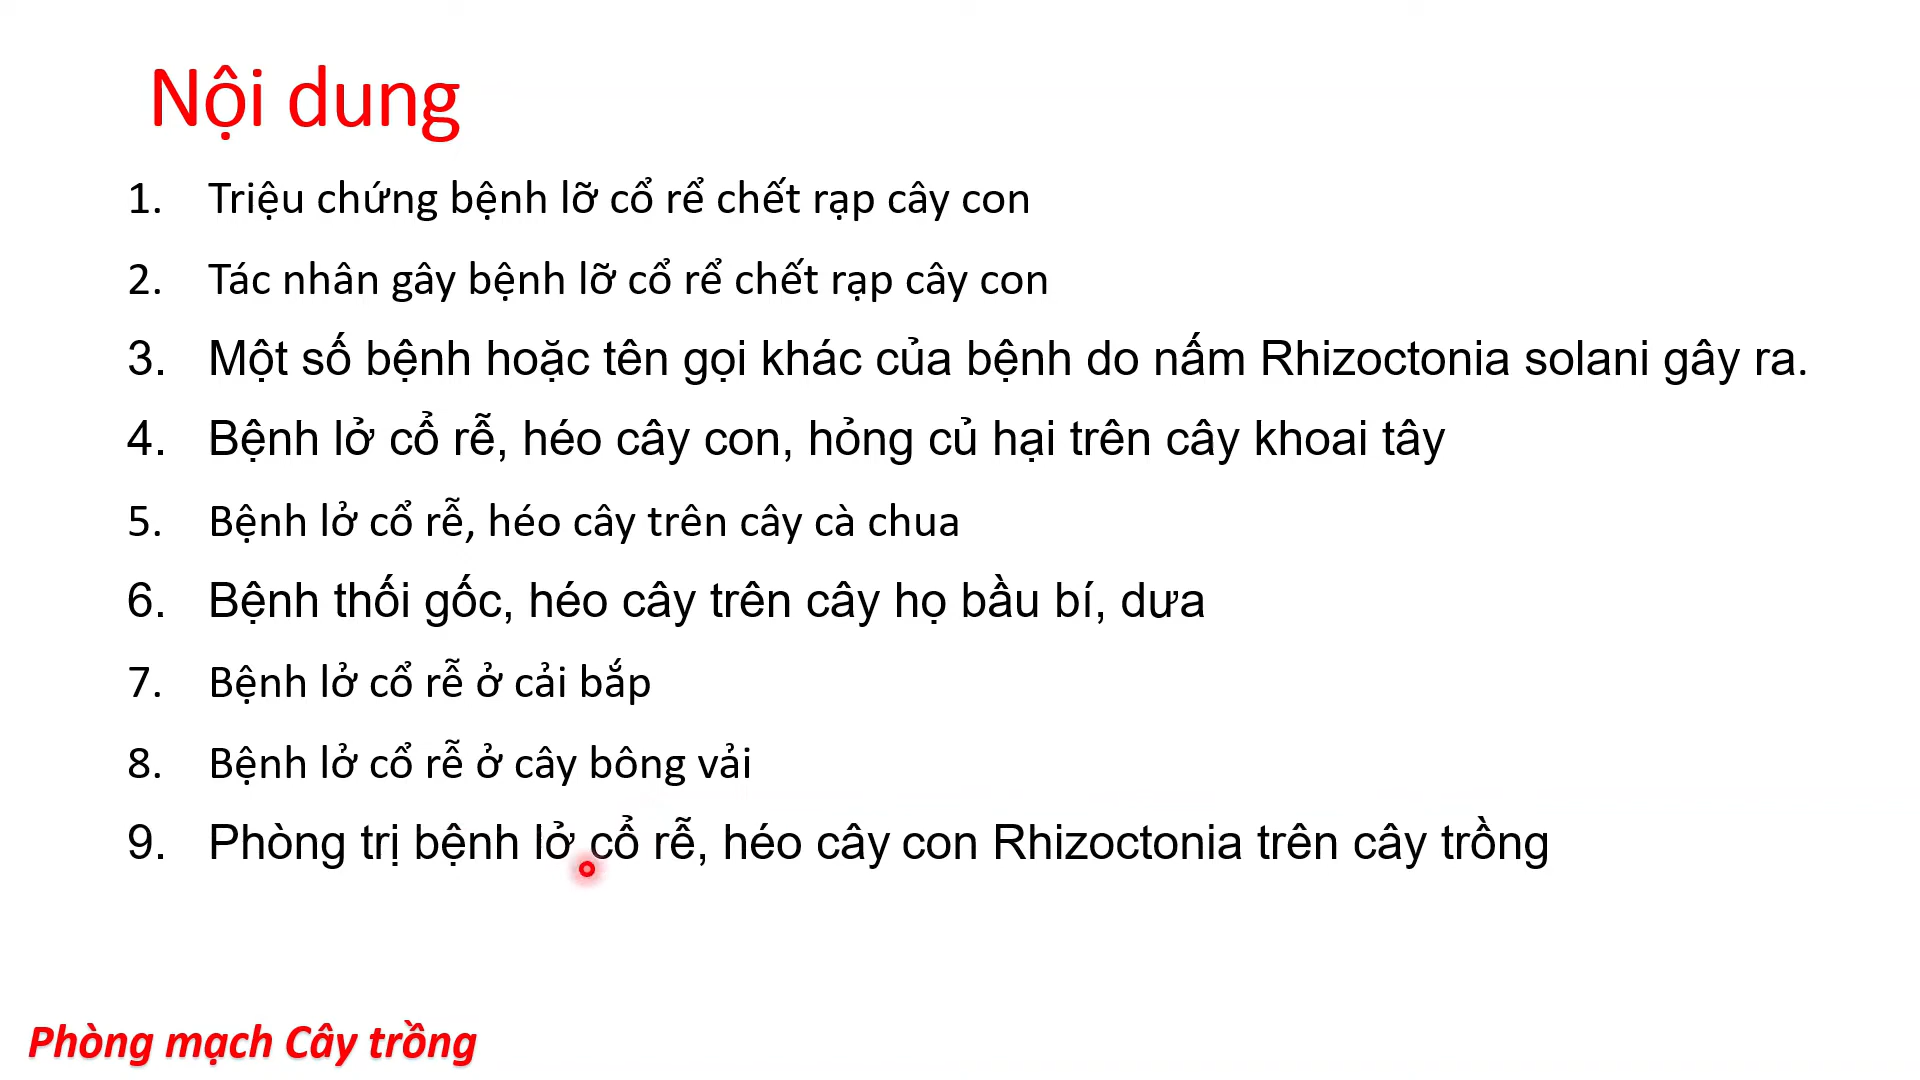 Nội dung
1. Triệu chứng bệnh lỡ cổ rể chết rạp cây con
2. Tác nhân gây bệnh lỡ cổ rể chết rạp cây con
3. Một số bệnh hoặc tên gọi khác của bệnh do nấm Rhizoctonia solani gây ra.
4. Bệnh lở cổ rễ, héo cây con, hỏng củ hại trên cây khoai tây
5. Bệnh lở cổ rễ, héo cây trên cây cà chua
6. Bệnh thối gốc, héo cây trên cây họ bầu bí, dưa
7. Bệnh lở cổ rễ ở cải bắp
8. Bệnh lở cổ rễ ở cây bông vải
9. Phòng trị bệnh lở cổ rễ, héo cây con Rhizoctonia trên cây trồng
Phòng mạch Cây trồng